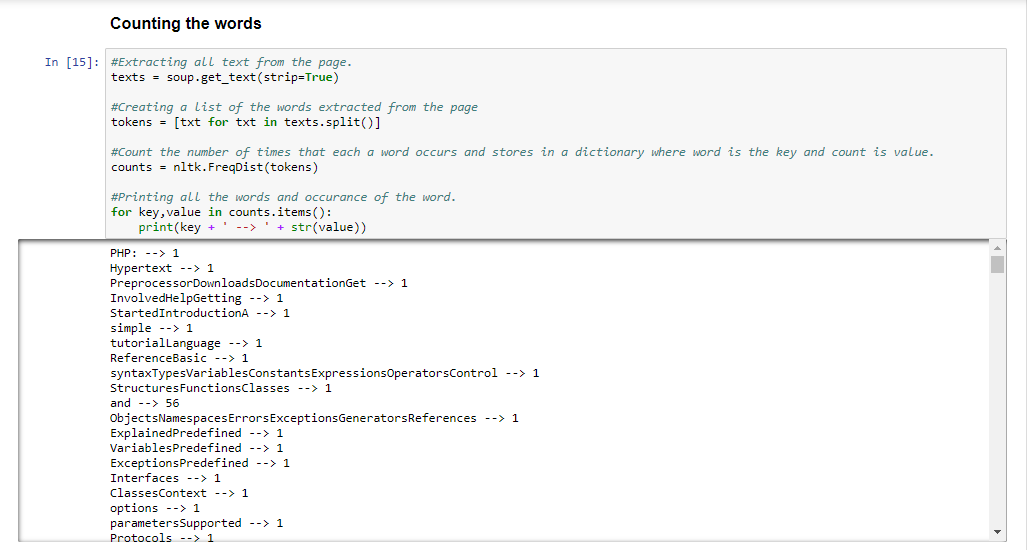 Counting the words
In [15]: #Extracting all text from the page.
texts = soup.get_text(strip=True)
#Creating a list of the words extracted from the page
tokens = [txt for txt in texts.split()]
#Count the number of times that each a word occurs and stores in a dictionary where word is the key and count is value.
counts = nltk.FreqDist(tokens)
#Printing all the words and occurance of the word.
for key,value in counts.items():
    print(key + ' --> ' + str(value))
PHP: --> 1
Hypertext --> 1
PreprocessorDownloadsDocumentationGet --> 1
InvolvedHelpGetting --> 1
StartedIntroductionA --> 1
simple --> 1
tutorialLanguage --> 1
ReferenceBasic --> 1
syntaxTypesVariablesConstantsExpressionsOperatorsControl --> 1
StructuresFunctionsClasses --> 1
and --> 56
ObjectsNamespacesErrorsExceptionsGeneratorsReferences --> 1
ExplainedPredefined --> 1
VariablesPredefined --> 1
ExceptionsPredefined --> 1
Interfaces --> 1
ClassesContext --> 1
options --> 1
parametersSupported --> 1
Protocols --> 1